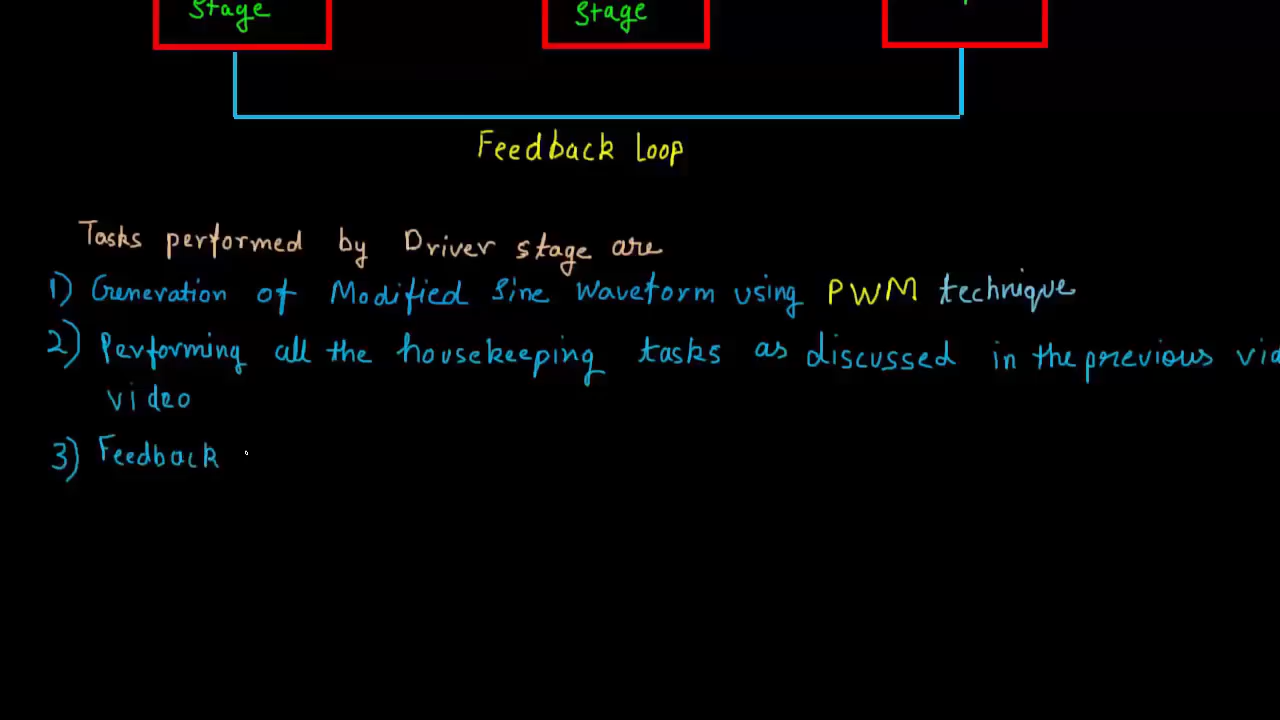 Stage Stage
Feedback Loop
Tasks performed by Driver stage are
1) Generation of Modified Sine Waveform using PWM technique
2) Performing all the housekeeping tasks as discussed in the previous
video
3) Feedback